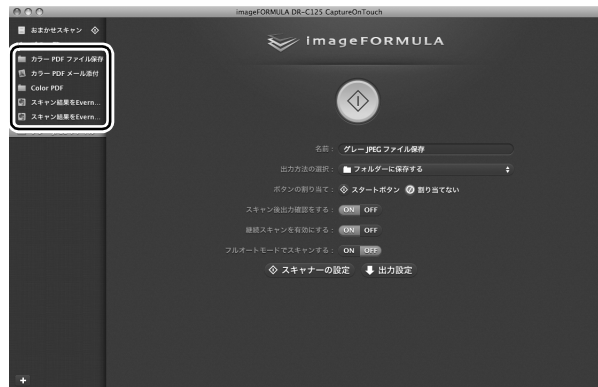 imageFORMULA DR-C125 CaptureOnTouch
おまかせスキャン
カラー PDF ファイル保存
カラー PDF メール添付
Color PDF
スキャン結果をEvern...
スキャン結果をEvern...
imageFORMULA
名前： グレー JPEG ファイル保存
出力方法の選択： フォルダーに保存する
ボタンの割り当て： スタートボタン 割り当てない
スキャン後出力確認をする： ON OFF
継続スキャンを有効にする： ON OFF
フルオートモードでスキャンする： ON OFF
スキャナーの設定 出力設定
+